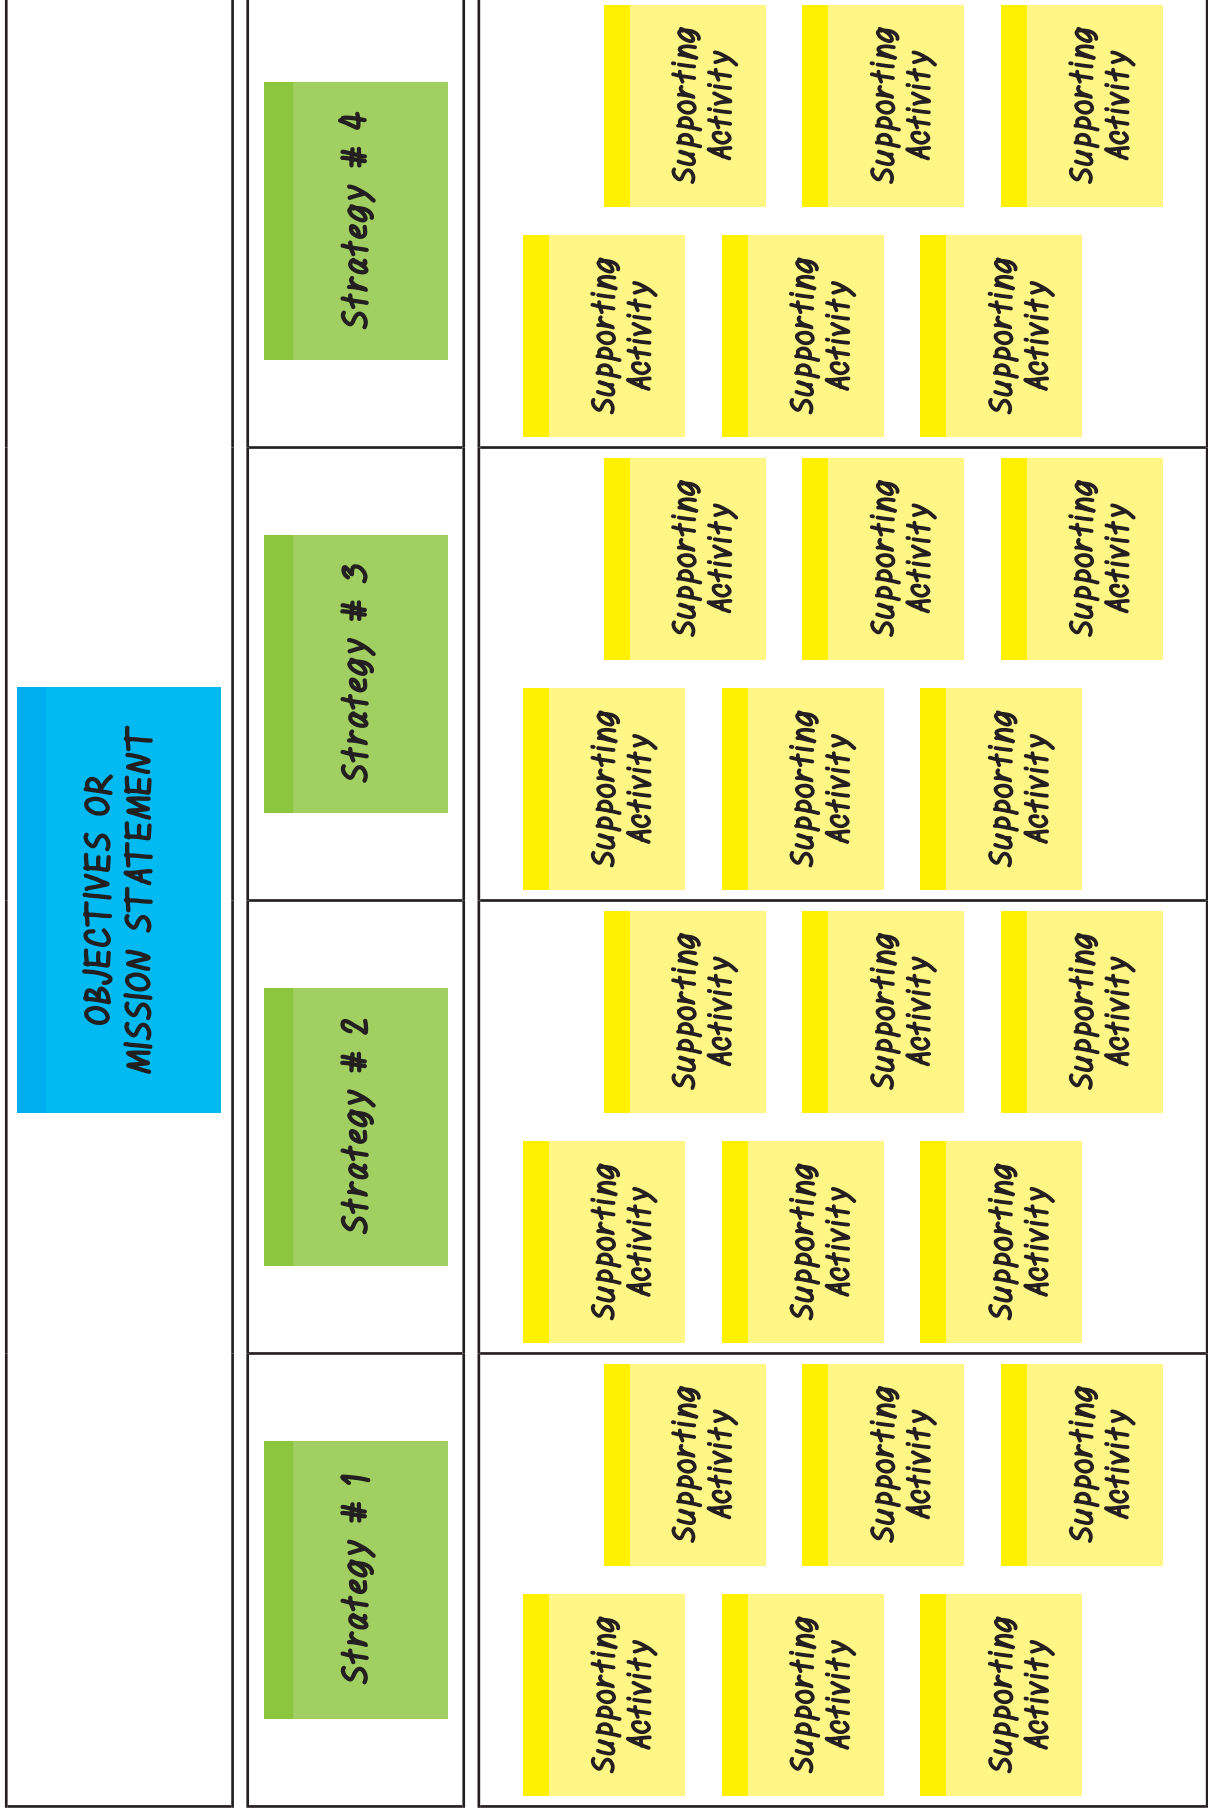 OBJECTIVES OR
MISSION STATEMENT
Strategy # 1
Strategy # 2
Strategy # 3
Strategy # 4
Supporting
Activity
Supporting
Activity
Supporting
Activity
Supporting
Activity
Supporting
Activity
Supporting
Activity
Supporting
Activity
Supporting
Activity
Supporting
Activity
Supporting
Activity
Supporting
Activity
Supporting
Activity
Supporting
Activity
Supporting
Activity
Supporting
Activity
Supporting
Activity
Supporting
Activity
Supporting
Activity
Supporting
Activity
Supporting
Activity
Supporting
Activity
Supporting
Activity
Supporting
Activity
Supporting
Activity